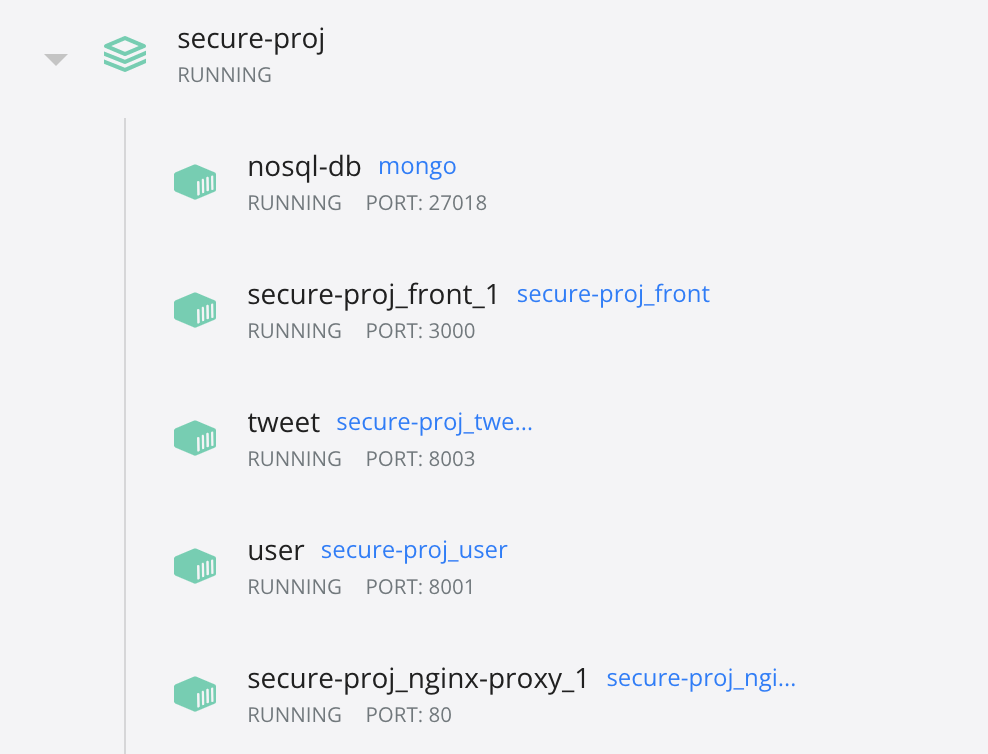 secure-proj
RUNNING
nosql-db mongo
RUNNING PORT: 27018
secure-proj_front_1 secure-proj_front
RUNNING PORT: 3000
tweet secure-proj_twe...
RUNNING PORT: 8003
user secure-proj_user
RUNNING PORT: 8001
secure-proj_nginx-proxy_1 secure-proj_ngi...
RUNNING PORT: 80